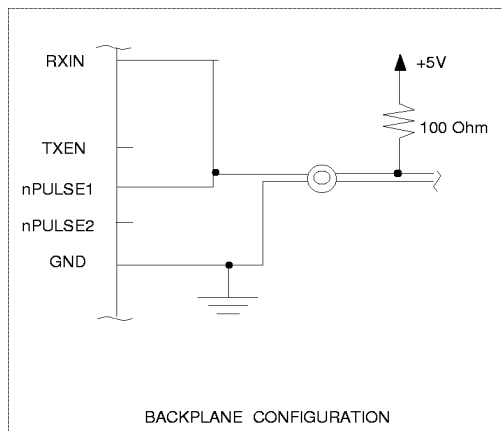 RXIN
+5V
100 Ohm
TXEN
nPULSE1
nPULSE2
GND
BACKPLANE CONFIGURATION